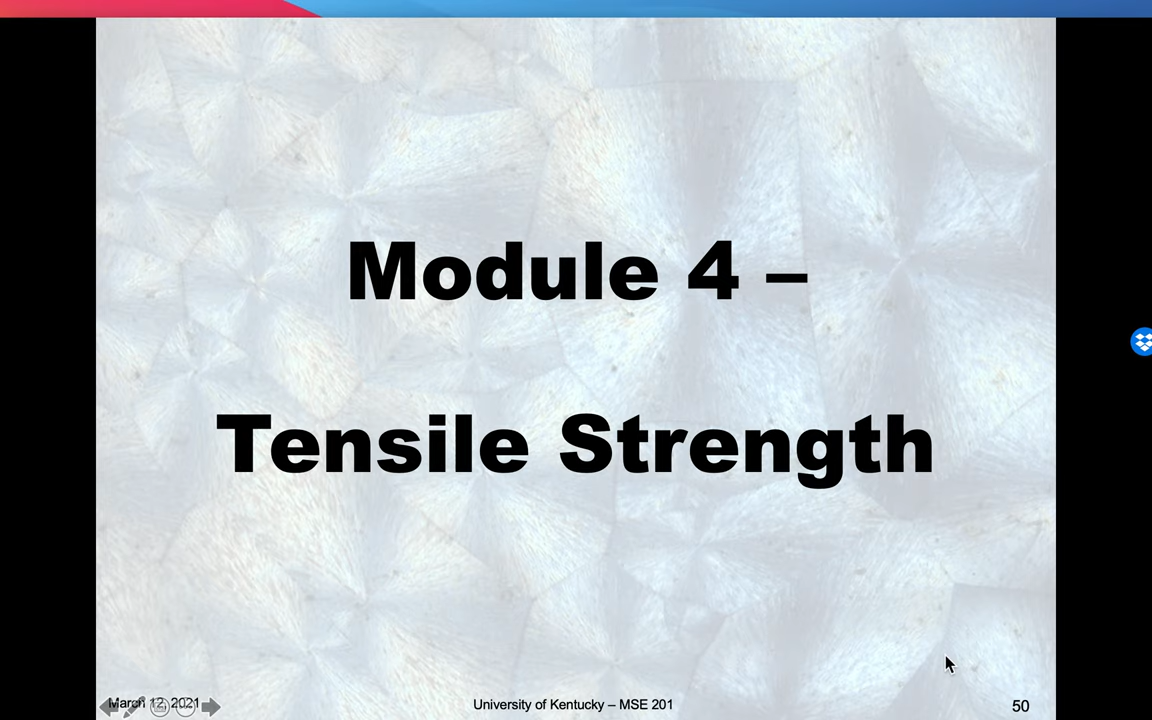 Module 4 –
Tensile Strength
March 12, 2021
University of Kentucky – MSE 201
50